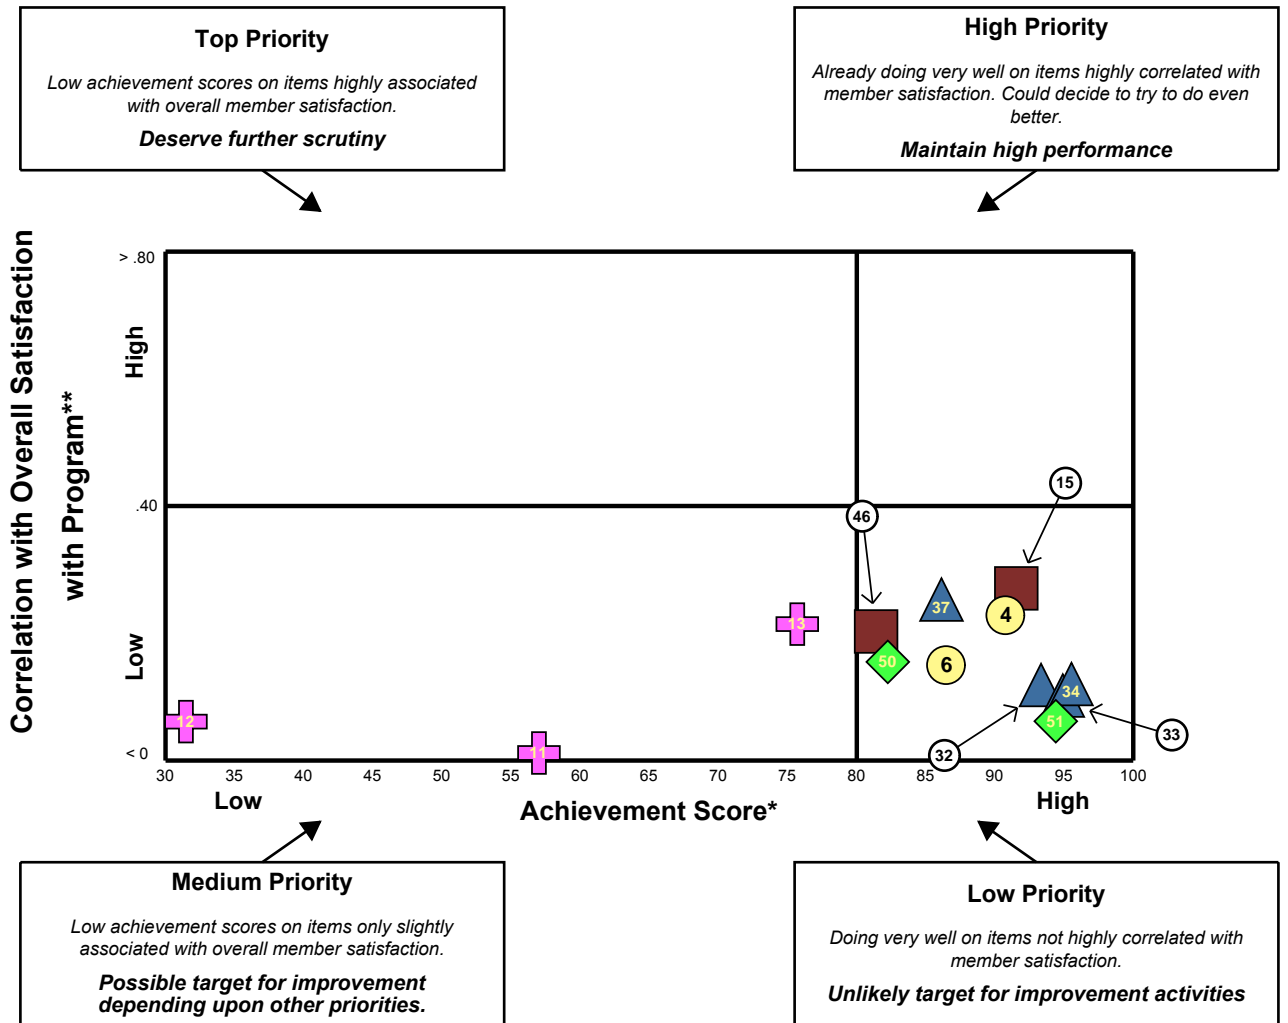 Top Priority
Low achievement scores on items highly associated
with overall member satisfaction.
Deserve further scrutiny
High Priority
Already doing very well on items highly correlated with
member satisfaction. Could decide to try to do even
better.
Maintain high performance
Correlation with Overall Satisfaction
with Program**
> .80
High
.40
Low
< 0
15
46
37
4
13
50
6
34
12
51
33
11
32
30
35
40
45
50
55
60
65
70
75
80
85
90
95
100
Low
Achievement Score*
High
Medium Priority
Low achievement scores on items only slightly
associated with overall member satisfaction.
Possible target for improvement
depending upon other priorities.
Low Priority
Doing very well on items not highly correlated with
member satisfaction.
Unlikely target for improvement activities